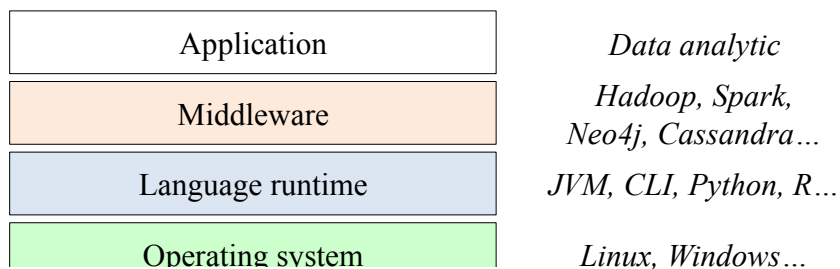 Application
Data analytic
Middleware
Hadoop, Spark,
Neo4j, Cassandra…
Language runtime
JVM, CLI, Python, R…
Operating system
Linux, Windows…